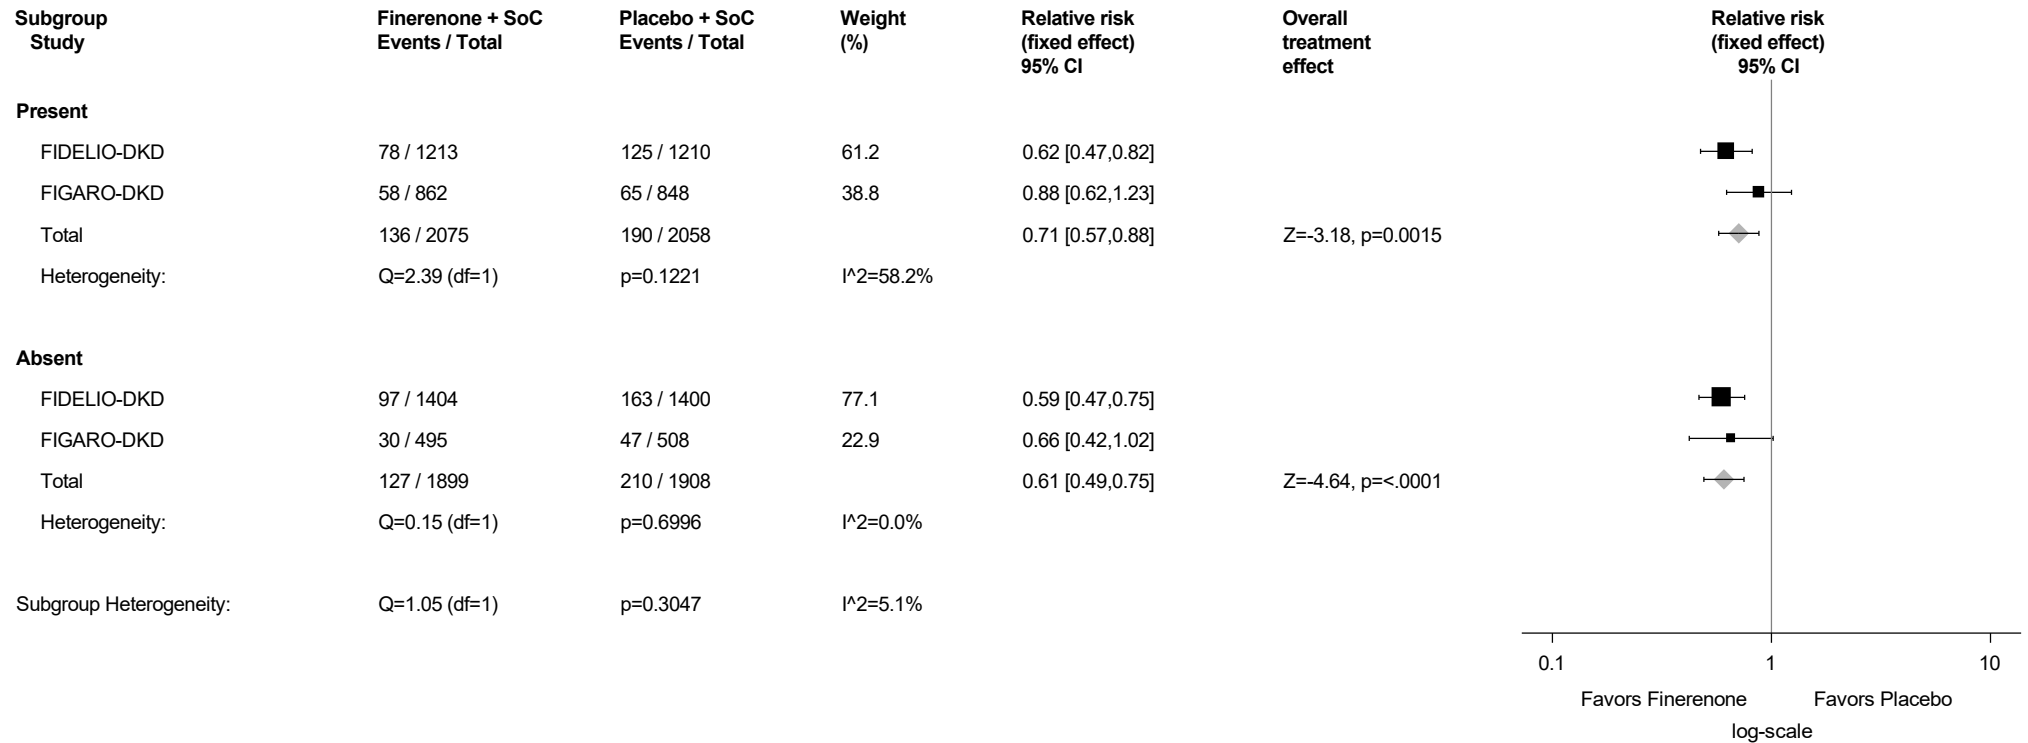 Subgroup Finerenone + SoC Placebo + SoC Weight Relative risk Overall Relative risk
Study Events / Total Events / Total (%) (fixed effect) treatment (fixed effect)
95% CI effect 95% CI
Present
FIDELIO-DKD 78 / 1213 125 / 1210 61.2 0.62 [0.47,0.82]
FIGARO-DKD 58 / 862 65 / 848 38.8 0.88 [0.62,1.23]
Total 136 / 2075 190 / 2058 0.71 [0.57,0.88] Z=-3.18, p=0.0015
Heterogeneity: Q=2.39 (df=1) p=0.1221 I^2=58.2%
Absent
FIDELIO-DKD 97 / 1404 163 / 1400 77.1 0.59 [0.47,0.75]
FIGARO-DKD 30 / 495 47 / 508 22.9 0.66 [0.42,1.02]
Total 127 / 1899 210 / 1908 0.61 [0.49,0.75] Z=-4.64, p=<.0001
Heterogeneity: Q=0.15 (df=1) p=0.6996 I^2=0.0%
Subgroup Heterogeneity: Q=1.05 (df=1) p=0.3047 I^2=5.1%
0.1 1 10
Favors Finerenone Favors Placebo
log-scale